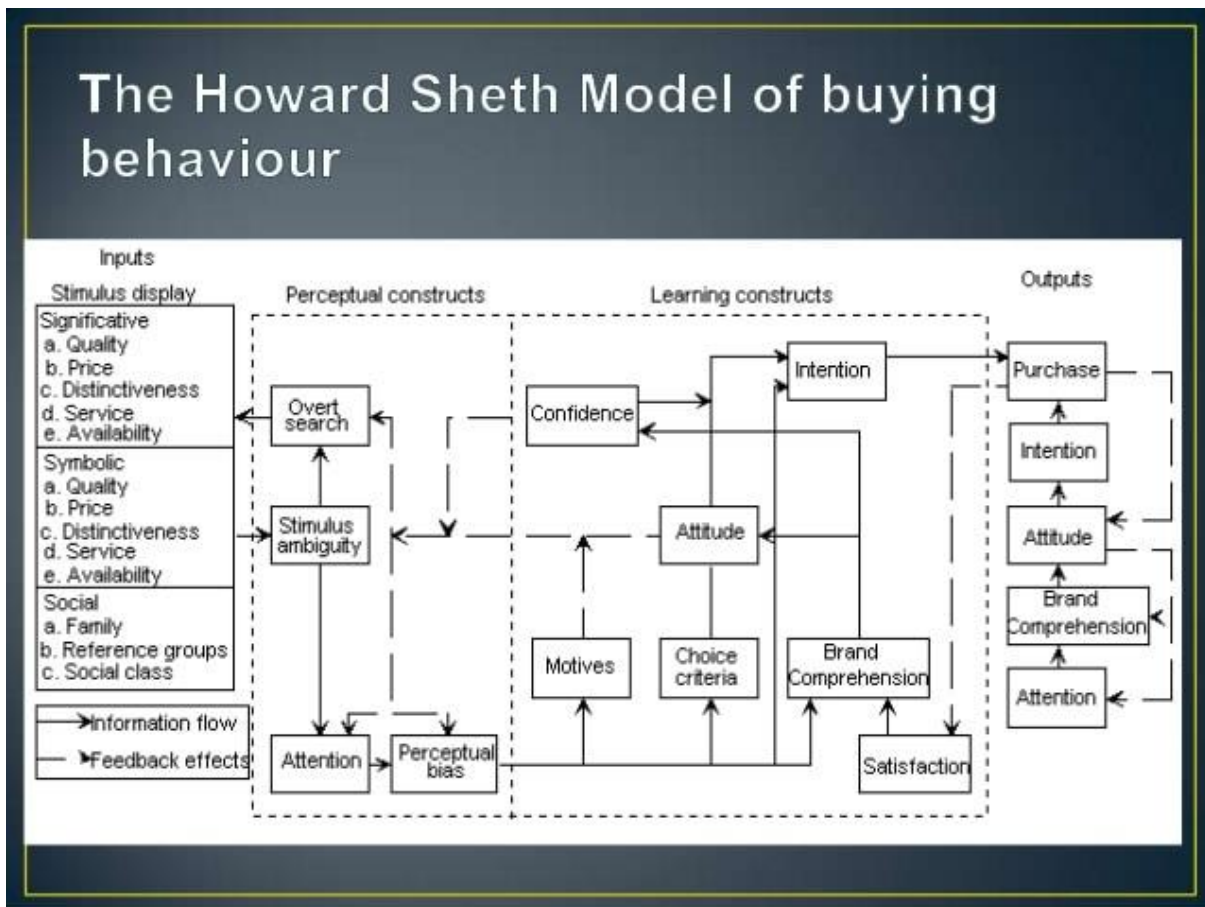 The Howard Sheth Model of buying
behaviour
Inputs
Stimulus display
Significative
a. Quality
b. Price
c. Distinctiveness
d. Service
e. Availability
Symbolic
a. Quality
b. Price
c. Distinctiveness
d. Service
e. Availability
Social
a. Family
b. Reference groups
c. Social class
Information flow
Feedback effects
Perceptual constructs
Overt
search
Stimulus
ambiguity
Attention
Perceptual
bias
Learning constructs
Confidence
Intention
Attitude
Motives
Choice
criteria
Brand
Comprehension
Satisfaction
Outputs
Purchase
Intention
Attitude
Brand
Comprehension
Attention